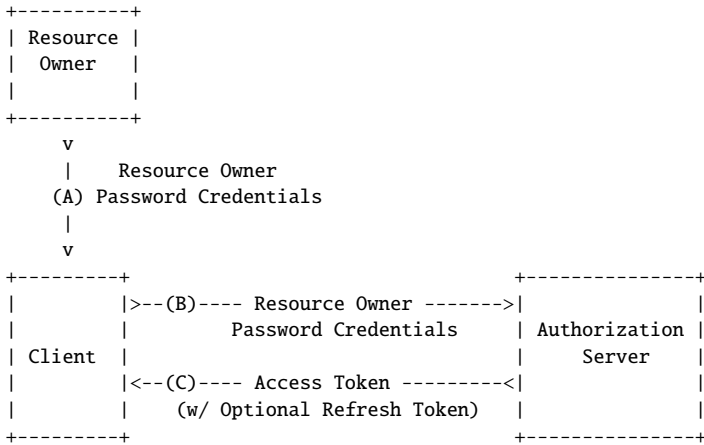 Resource
Owner
Resource Owner
(A) Password Credentials
>--(B)---- Resource Owner ------->
Password Credentials
Authorization
Client
Server
<--(C)---- Access Token ---------<
(w/ Optional Refresh Token)